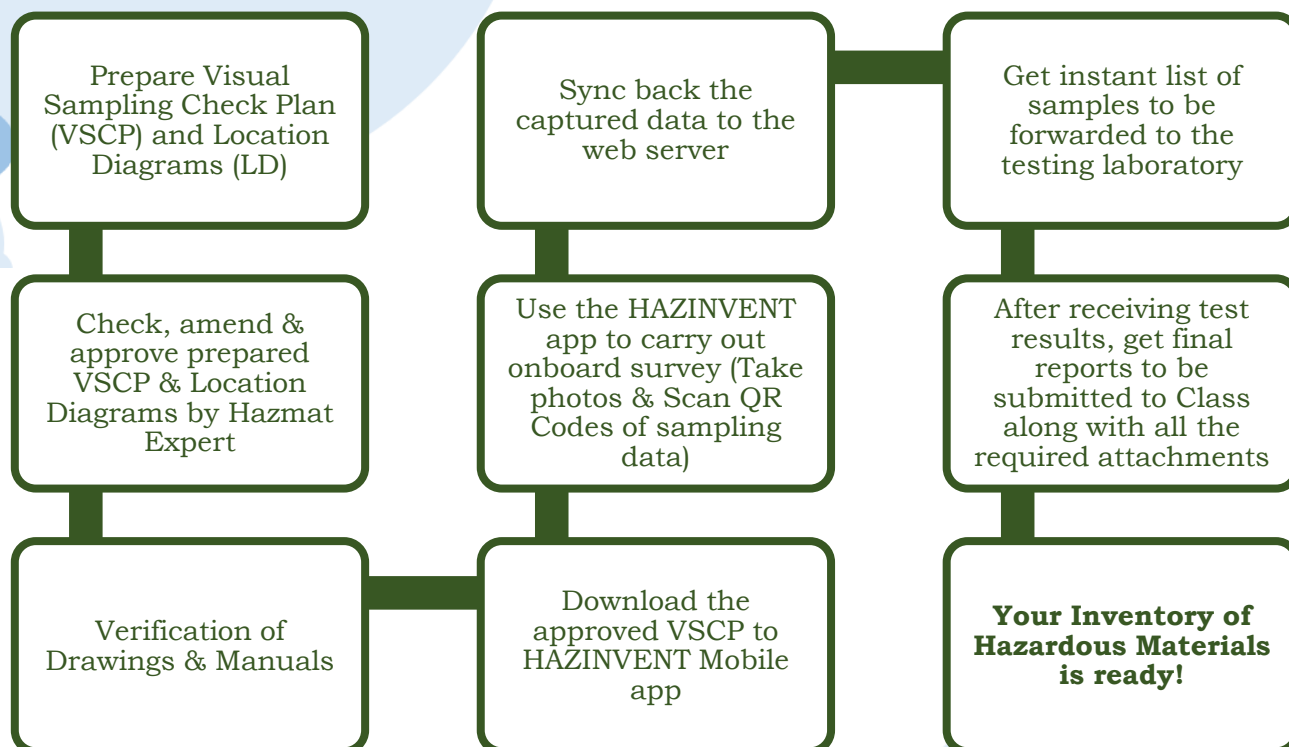 Prepare Visual
Sampling Check Plan
(VSCP) and Location
Diagrams (LD)
Check, amend &
approve prepared
VSCP & Location
Diagrams by Hazmat
Expert
Verification of
Drawings & Manuals
Download the
approved VSCP to
HAZINVENT Mobile
app
Use the HAZINVENT
app to carry out
onboard survey (Take
photos & Scan QR
Codes of sampling
data)
Sync back the
captured data to the
web server
Get instant list of
samples to be
forwarded to the
testing laboratory
After receiving test
results, get final
reports to be
submitted to Class
along with all the
required attachments
Your Inventory of
Hazardous Materials
is ready!